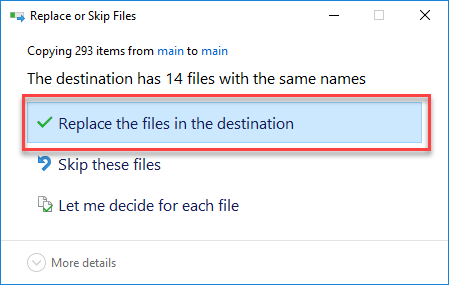 Replace or Skip Files
Copying 293 items from main to main
The destination has 14 files with the same names
Replace the files in the destination
Skip these files
Let me decide for each file
More details